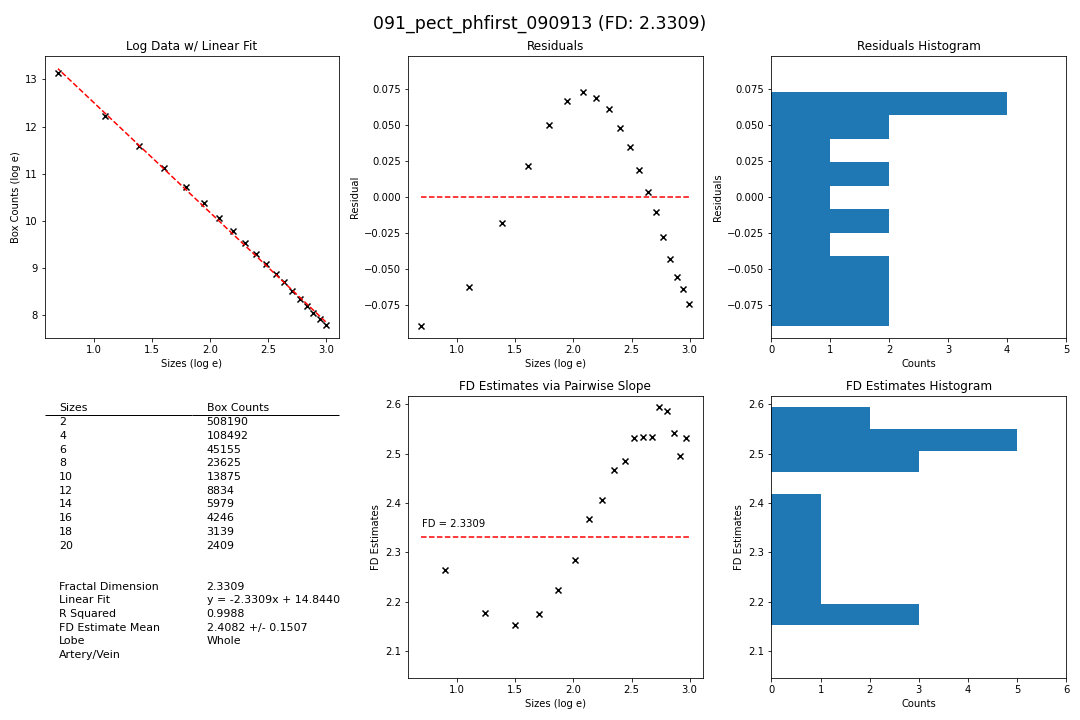 091_pect_phfirst_090913 (FD: 2.3309)
Log Data w/ Linear Fit
Box Counts (log e)
13
12
11
10
9
8
1.0 1.5 2.0 2.5 3.0
Sizes (log e)
Residuals
Residual
0.075
0.050
0.025
0.000
−0.025
−0.050
−0.075
1.0 1.5 2.0 2.5 3.0
Sizes (log e)
Residuals Histogram
Residuals
0.075
0.050
0.025
0.000
−0.025
−0.050
−0.075
0 1 2 3 4 5
Counts
Sizes Box Counts
2 508190
4 108492
6 45155
8 23625
10 13875
12 8834
14 5979
16 4246
18 3139
20 2409
Fractal Dimension 2.3309
Linear Fit y = -2.3309x + 14.8440
R Squared 0.9988
FD Estimate Mean 2.4082 +/- 0.1507
Lobe Whole
Artery/Vein
FD Estimates via Pairwise Slope
FD Estimates
2.6
2.5
2.4
2.3
2.2
2.1
FD = 2.3309
1.0 1.5 2.0 2.5 3.0
Sizes (log e)
FD Estimates Histogram
FD Estimates
2.6
2.5
2.4
2.3
2.2
2.1
0 1 2 3 4 5 6
Counts